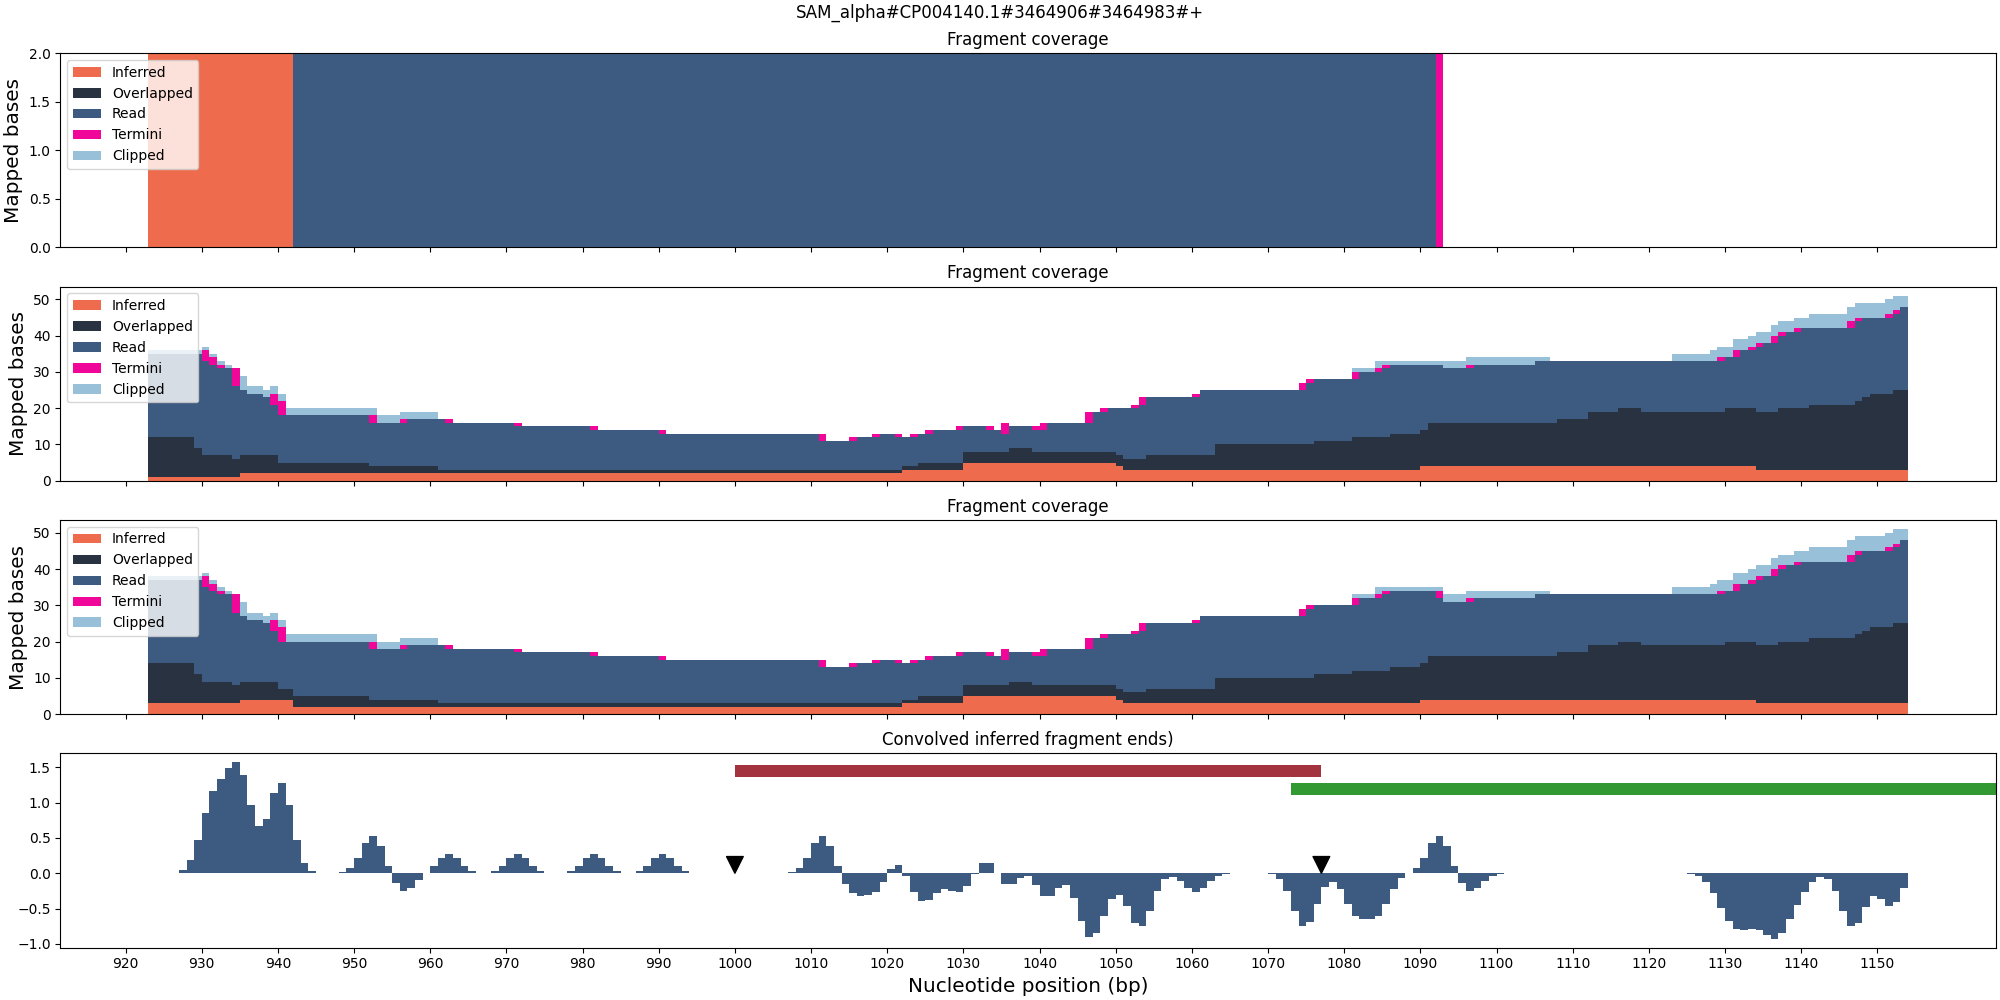 SAM_alpha#CP004140.1#3464906#3464983#+
Fragment coverage
Mapped bases
2.0
1.5
1.0
0.5
0.0
Inferred
Overlapped
Read
Termini
Clipped
Fragment coverage
Mapped bases
50
40
30
20
10
0
Inferred
Overlapped
Read
Termini
Clipped
Fragment coverage
Mapped bases
50
40
30
20
10
0
Inferred
Overlapped
Read
Termini
Clipped
Convolved inferred fragment ends)
1.5
1.0
0.5
0.0
−0.5
−1.0
920 930 940 950 960 970 980 990 1000 1010 1020 1030 1040 1050 1060 1070 1080 1090 1100 1110 1120 1130 1140 1150
Nucleotide position (bp)